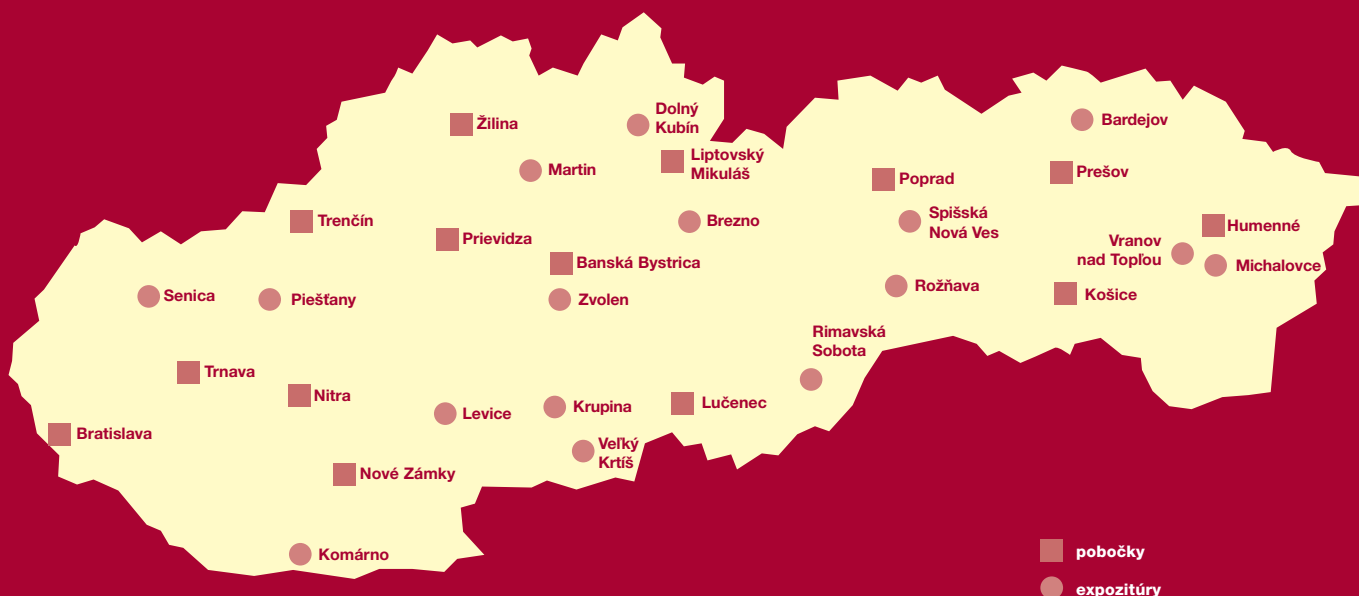 Dolný
Kubín
Žilina
Bardejov
Liptovský
Mikuláš
Martin
Prešov
Poprad
Trenčín
Brezno
Spišská
Nová Ves
Humenné
Prievidza
Vranov
nad Topľou
Banská Bystrica
Michalovce
Rožňava
Senica
Piešťany
Zvolen
Košice
Rimavská
Sobota
Trnava
Nitra
Lučenec
Krupina
Levice
Bratislava
Veľký
Krtíš
Nové Zámky
Komárno
pobočky
expozitúry